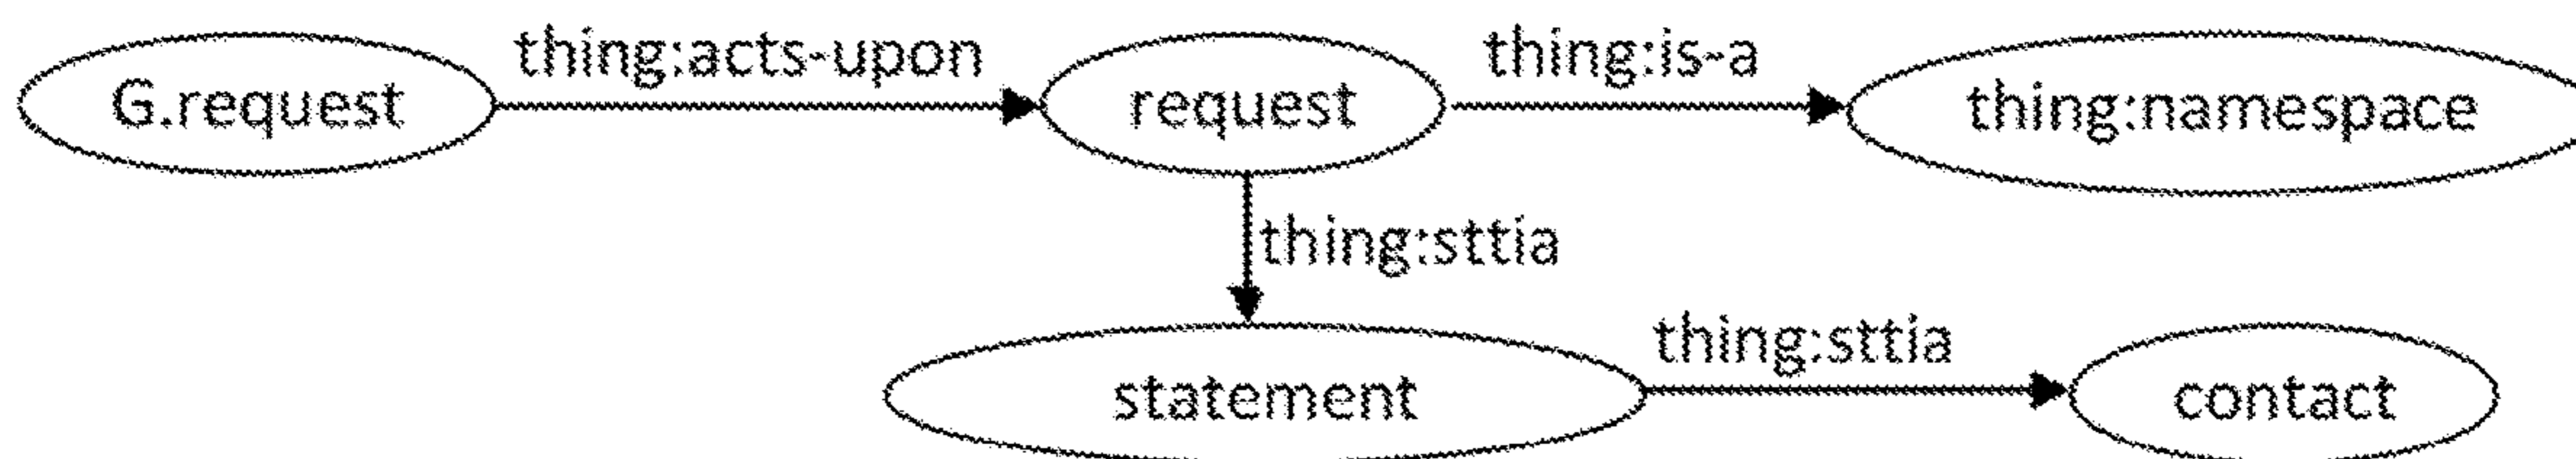 thing:acts-upon
thing:is-a
G.request
request
thing:namespace
thing:sttia
thing:sttia
statement
contact